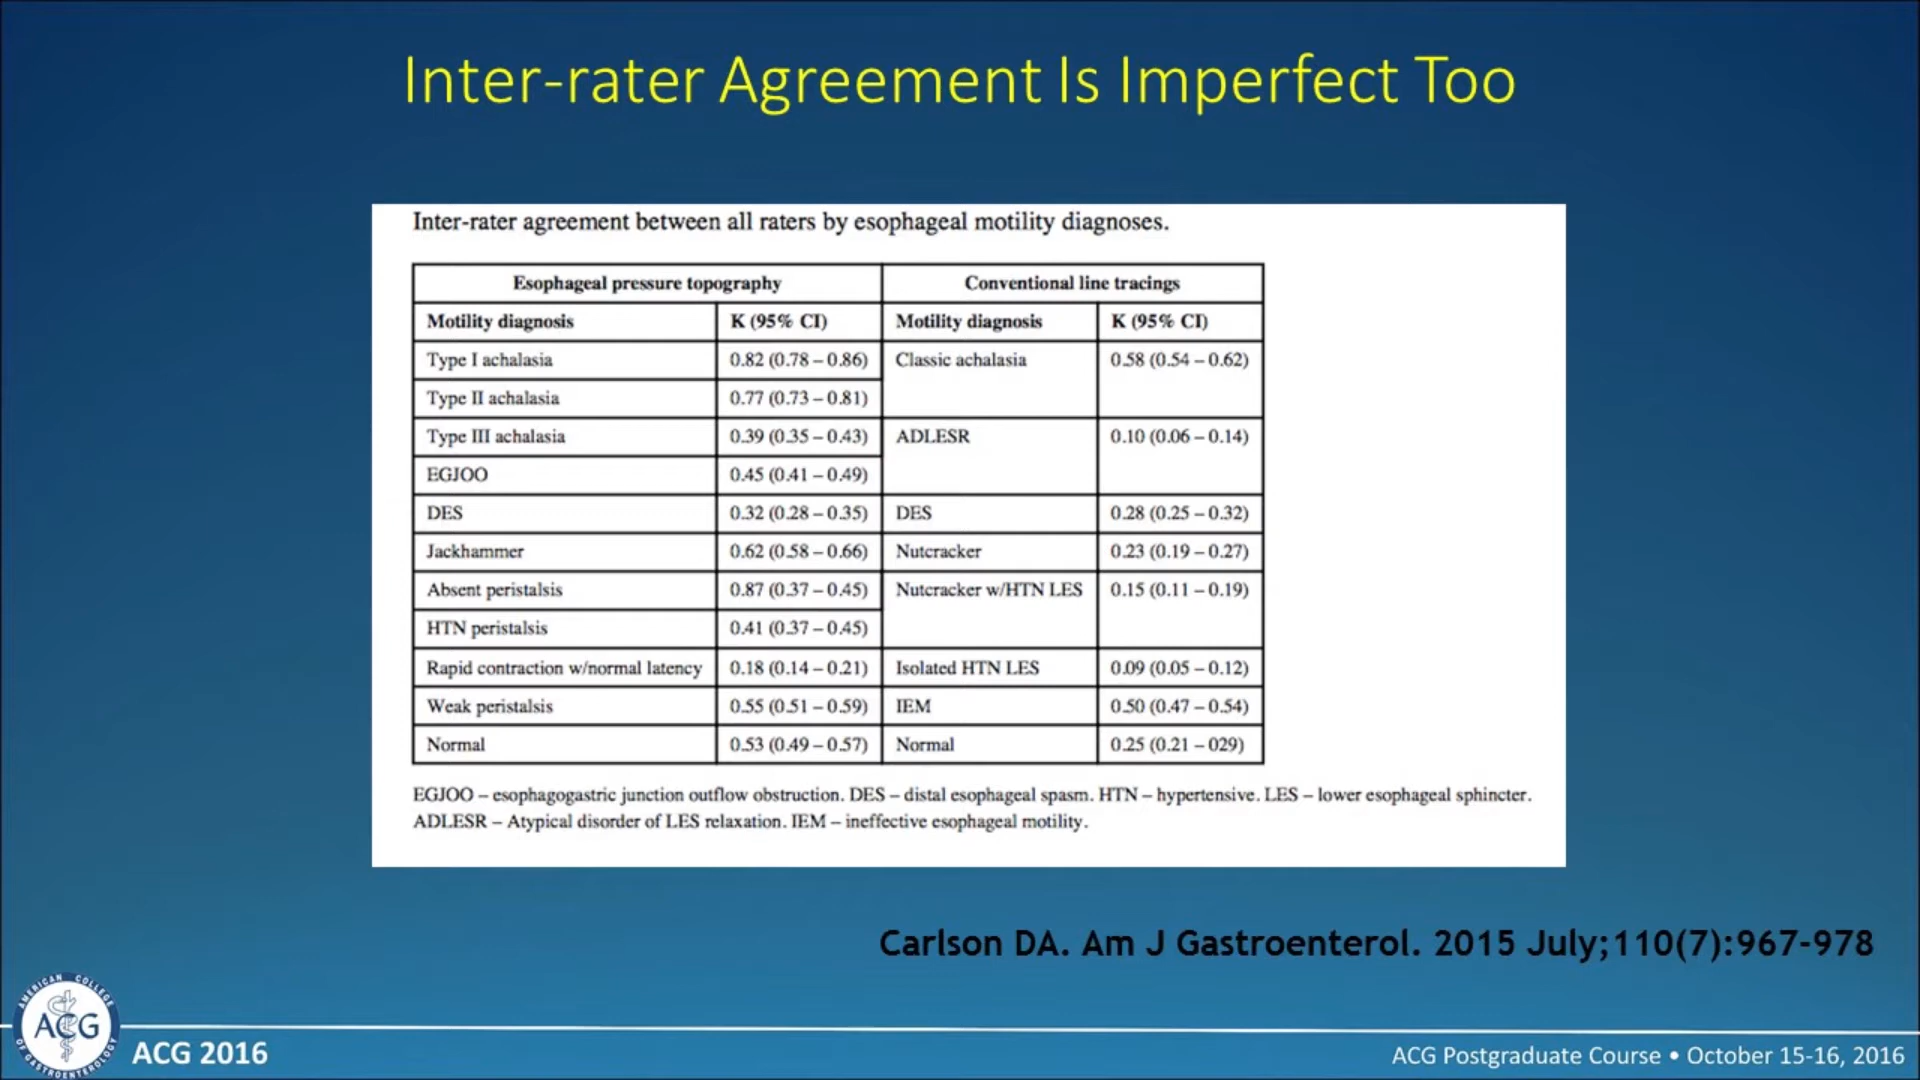 Inter-rater Agreement Is Imperfect Too
Inter-rater agreement between all raters by esophageal motility diagnoses.
Esophageal pressure topography Conventional line tracings
Motility diagnosis K (95% CI) Motility diagnosis K (95% CI)
Type I achalasia 0.82 (0.78 – 0.86) Classic achalasia 0.58 (0.54 – 0.62)
Type II achalasia 0.77 (0.73 – 0.81)
Type III achalasia 0.39 (0.35 – 0.43) ADLESR 0.10 (0.06 – 0.14)
EGJOO 0.45 (0.41 – 0.49)
DES 0.32 (0.28 – 0.35) DES 0.28 (0.25 – 0.32)
Jackhammer 0.62 (0.58 – 0.66) Nutcracker 0.23 (0.19 – 0.27)
Absent peristalsis 0.87 (0.37 – 0.45) Nutcracker w/HTN LES 0.15 (0.11 – 0.19)
HTN peristalsis 0.41 (0.37 – 0.45)
Rapid contraction w/normal latency 0.18 (0.14 – 0.21) Isolated HTN LES 0.09 (0.05 – 0.12)
Weak peristalsis 0.55 (0.51 – 0.59) IEM 0.50 (0.47 – 0.54)
Normal 0.53 (0.49 – 0.57) Normal 0.25 (0.21 – 029)
EGJOO – esophagogastric junction outflow obstruction. DES – distal esophageal spasm. HTN – hypertensive. LES – lower esophageal sphincter.
ADLESR – Atypical disorder of LES relaxation. IEM – ineffective esophageal motility.
Carlson DA. Am J Gastroenterol. 2015 July;110(7):967-978
AMERICAN COLLEGE
ACG
OF GASTROENTEROLOGY
ACG 2016
ACG Postgraduate Course • October 15-16, 2016